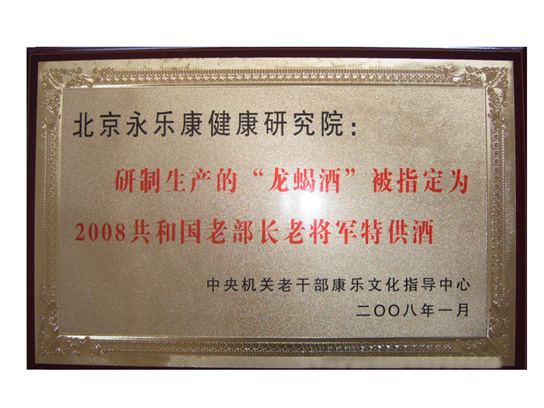 北京永乐康健康研究院：
研制生产的“龙蝎酒”被指定为
2008共和国老部长老将军特供酒
中央机关老干部康乐文化指导中心
二〇〇八年一月